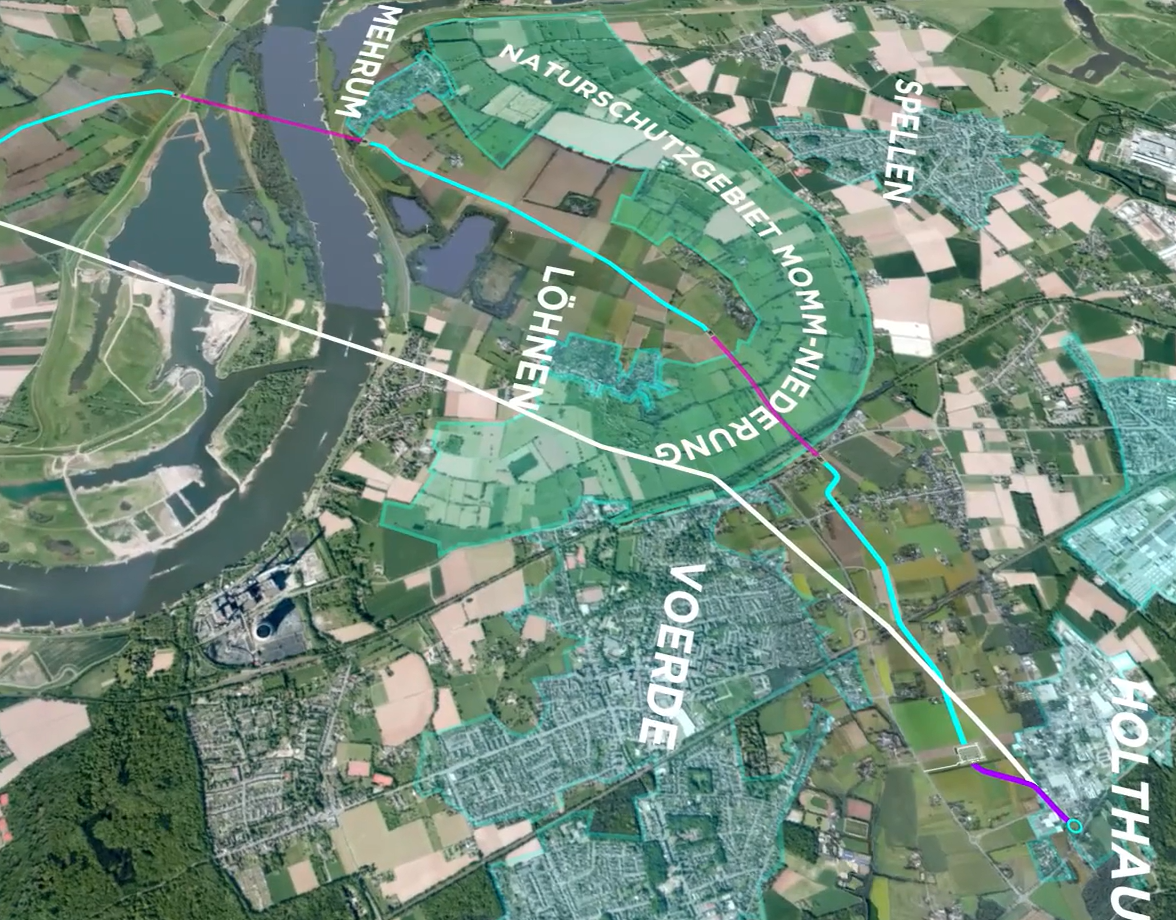 MEHRUM
NATURSCHUTZGEBIET MOMM-NIEDERUNG
SPELLEN
LÖHNEN
VOERDE
HOLTHAU